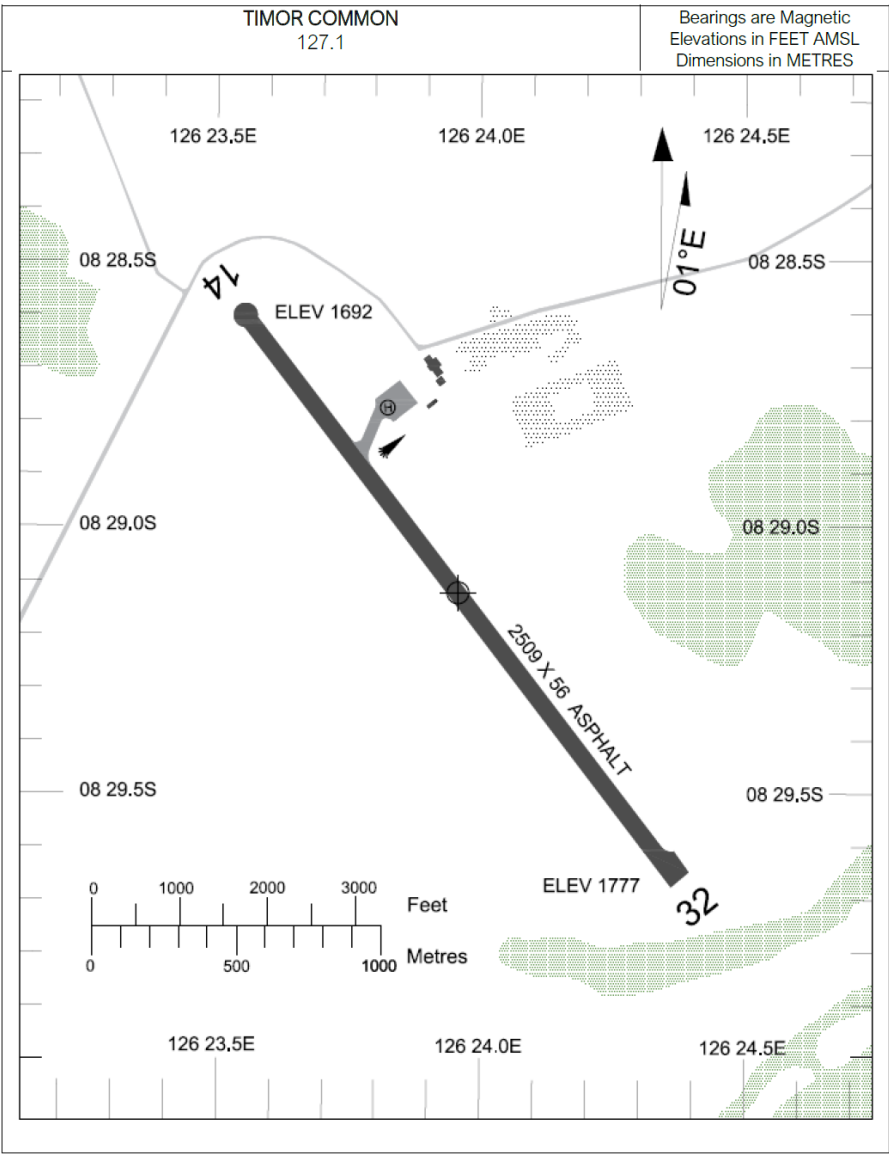 TIMOR COMMON
127.1
Bearings are Magnetic
Elevations in FEET AMSL
Dimensions in METRES
126 23.5E
126 24.0E
126 24.5E
01°E
08 28.5S
08 28.5S
14
ELEV 1692
H
08 29.0S
08 29.0S
2509 X 56 ASPHALT
08 29.5S
08 29.5S
ELEV 1777
32
0 1000 2000 3000
Feet
Metres
0 500 1000
126 23.5E
126 24.0E
126 24.5E